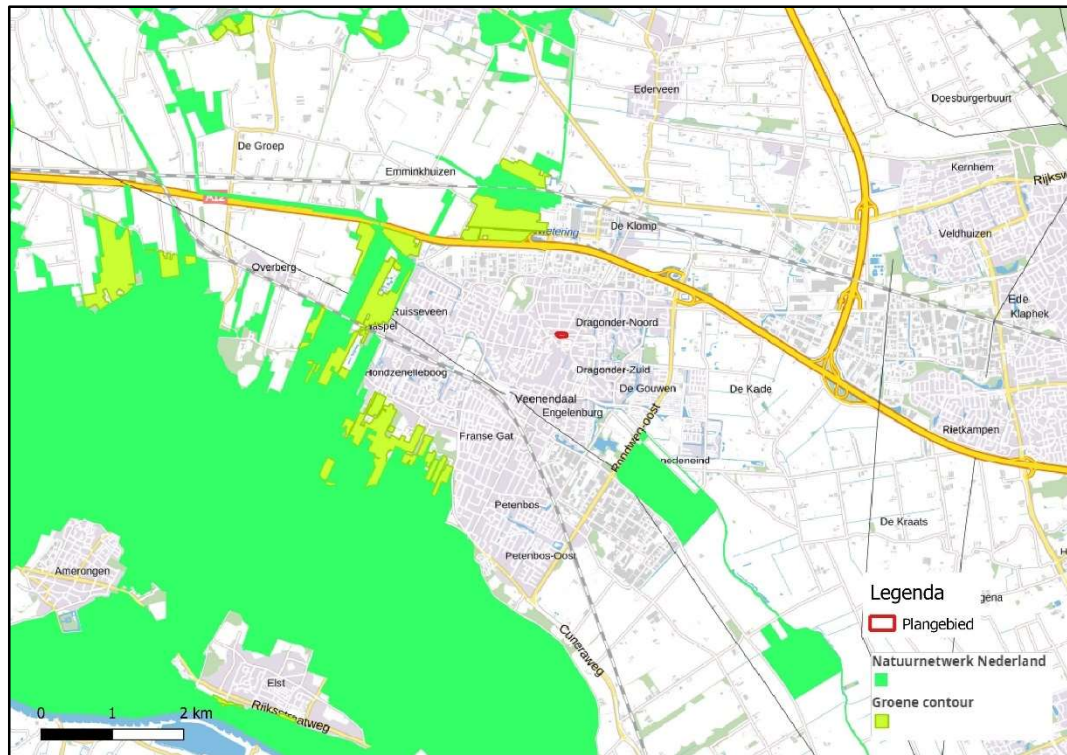 Ederveen
Doesburgerbuurt
De Groep
Emminkhuizen
Kernhem
A12
De Klomp
Veldhuizen
Overberg
Ede
Klaphek
Ruisseveen
Dragonder-Noord
Dragonder-Zuid
Hondzenelleboog
De Gouwen
De Kade
Veenendaal
Engelenburg
Rietkampen
Franse Gat
Rondweg-oost
Petenbos
De Kraats
Petenbos-Oost
Amerongen
Legenda
Plangebied
Cuneraweg
Natuurnetwerk Nederland
Elst
Groene contour
Rijksstraatweg
0 1 2 km